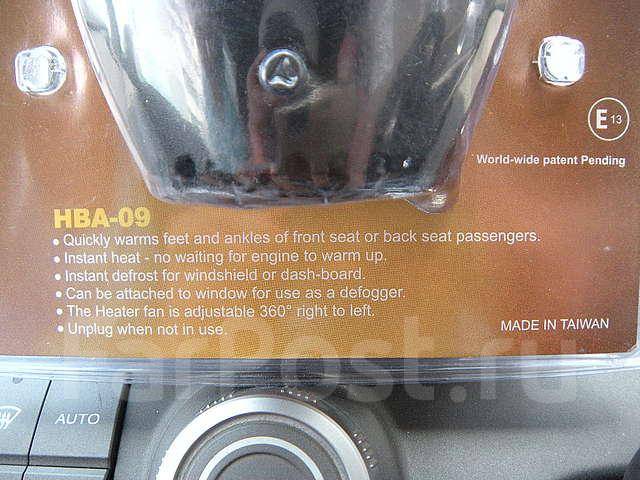 E 13
World-wide patent Pending
HBA-09
• Quickly warms feet and ankles of front seat or back seat passengers.
• Instant heat - no waiting for engine to warm up.
• Instant defrost for windshield or dash-board.
• Can be attached to window for use as a defogger.
• The Heater fan is adjustable 360° right to left.
• Unplug when not in use.
MADE IN TAIWAN
CarPost.ru
AUTO